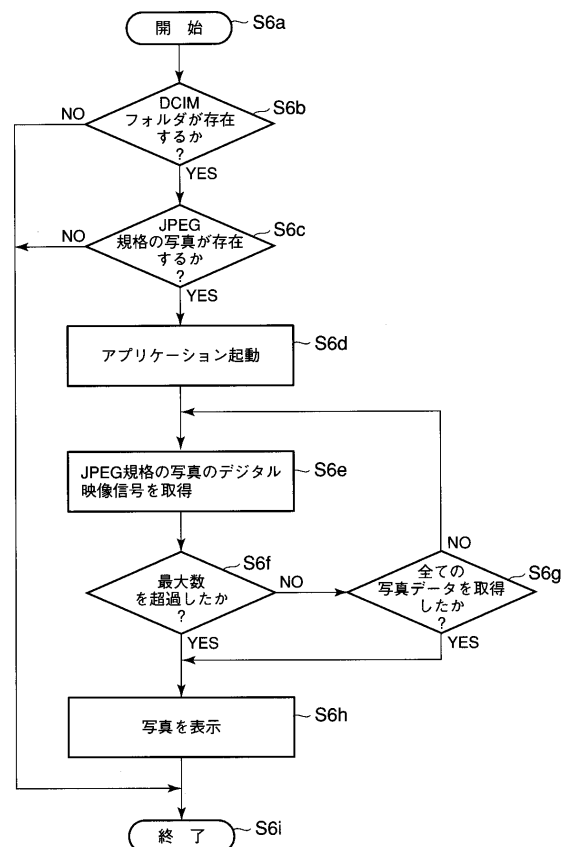 開 始
S6a
DCIM
フォルダが存在
するか
?
S6b
NO
YES
JPEG
規格の写真が存在
するか
?
S6c
NO
YES
アプリケーション起動
S6d
JPEG規格の写真のデジタル
映像信号を取得
S6e
最大数
を超過したか
?
S6f
NO
YES
全ての
写真データを取得
したか
?
S6g
NO
YES
写真を表示
S6h
終 了
S6i